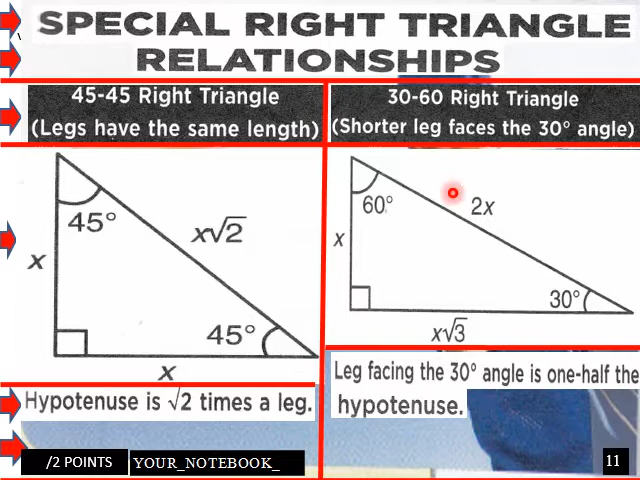 SPECIAL RIGHT TRIANGLE
RELATIONSHIPS
45-45 Right Triangle
(Legs have the same length)
30-60 Right Triangle
(Shorter leg faces the 30° angle)
45°
x√2
x
45°
x
60°
2x
x
30°
x√3
Hypotenuse is √2 times a leg.
Leg facing the 30° angle is one-half the
hypotenuse.
/2 POINTS
YOUR_NOTEBOOK_
11